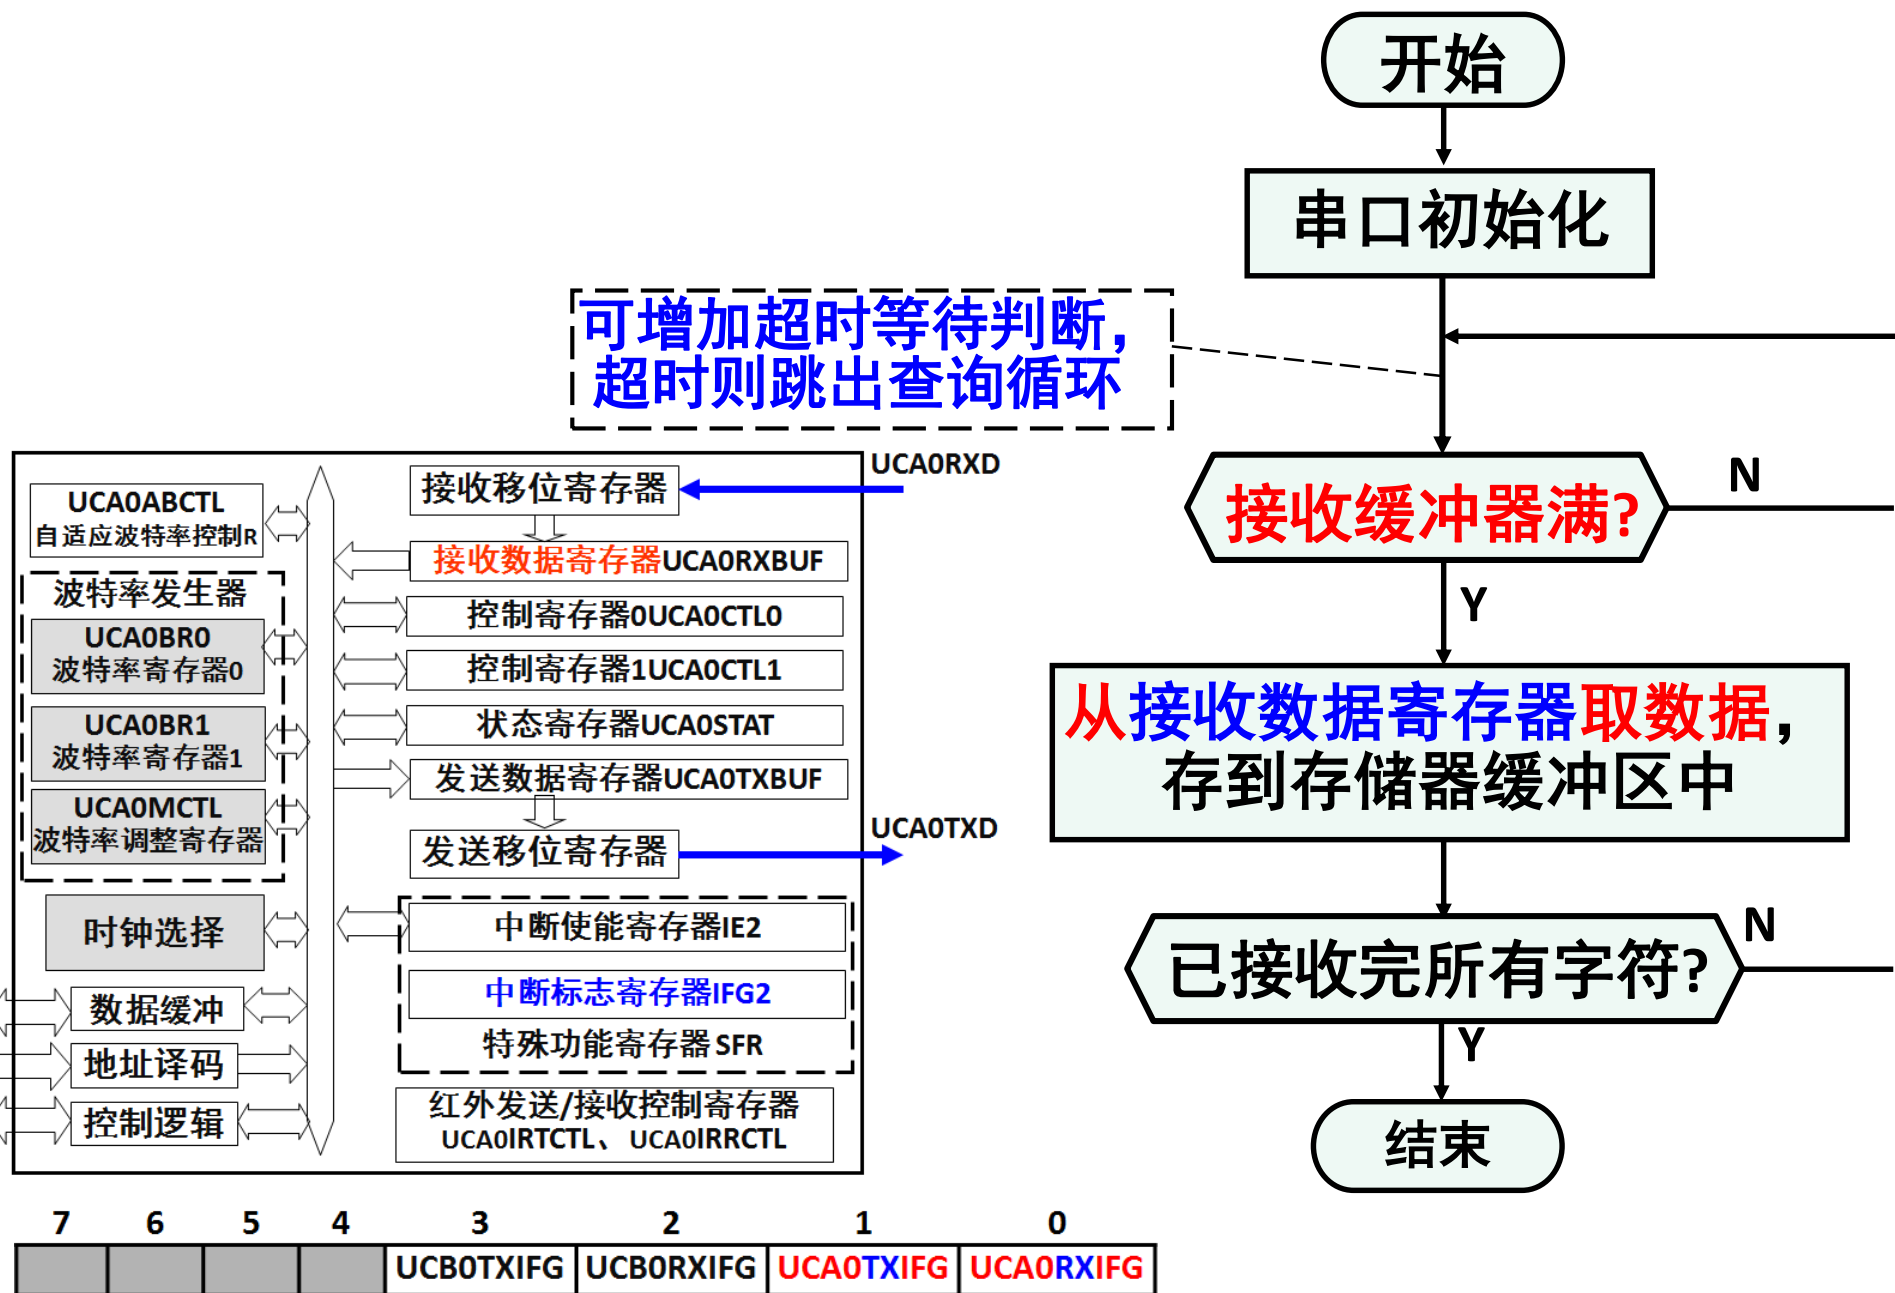 开始
串口初始化
可增加超时等待判断，
超时则跳出查询循环
接收缓冲器满?
N
Y
从接收数据寄存器取数据，
存到存储器缓冲区中
已接收完所有字符?
N
Y
结束
UCA0RXD
UCA0TXD
UCA0ABCTL
自适应波特率控制R
波特率发生器
UCA0BR0
波特率寄存器0
UCA0BR1
波特率寄存器1
UCA0MCTL
波特率调整寄存器
时钟选择
数据缓冲
地址译码
控制逻辑
接收移位寄存器
接收数据寄存器UCA0RXBUF
控制寄存器0UCA0CTL0
控制寄存器1UCA0CTL1
状态寄存器UCA0STAT
发送数据寄存器UCA0TXBUF
发送移位寄存器
中断使能寄存器IE2
中断标志寄存器IFG2
特殊功能寄存器 SFR
红外发送/接收控制寄存器
UCA0IRTCTL、UCA0IRRCTL
7 6 5 4 3 2 1 0
UCB0TXIFG UCB0RXIFG UCA0TXIFG UCA0RXIFG